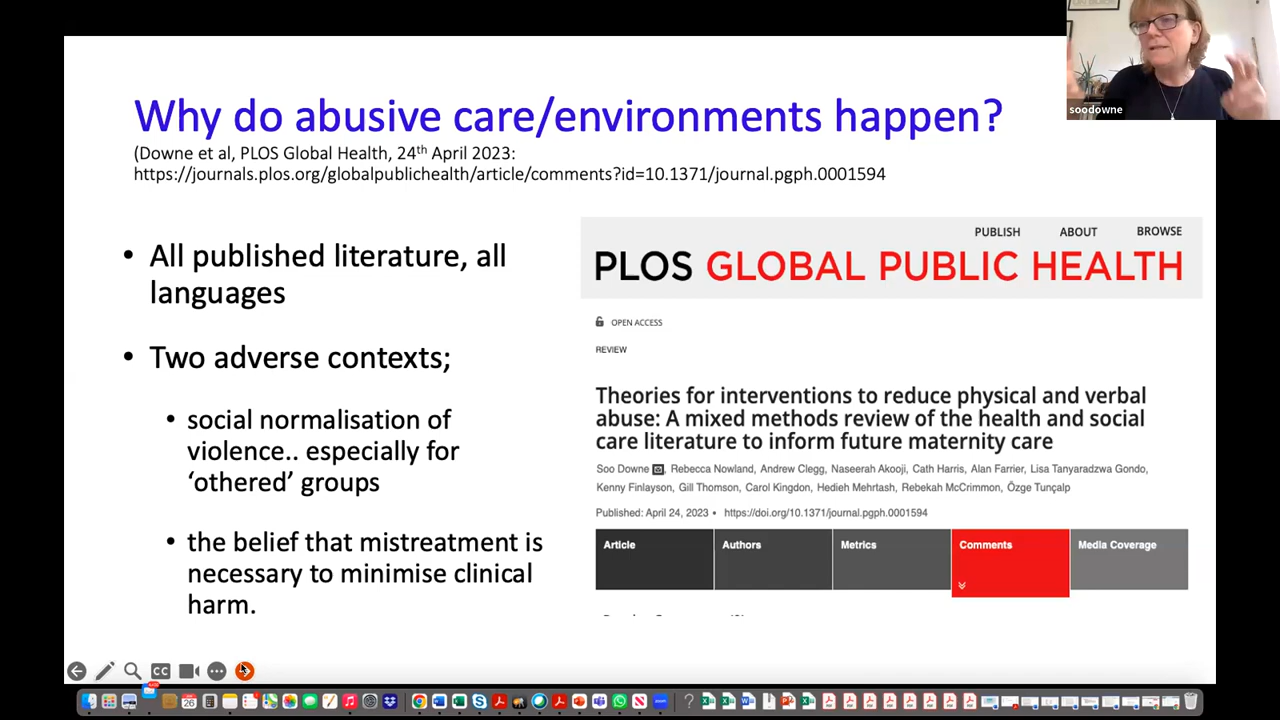 Why do abusive care/environments happen?
(Downe et al, PLOS Global Health, 24th April 2023:
https://journals.plos.org/globalpublichealth/article/comments?id=10.1371/journal.pgph.0001594
soodowne
• All published literature, all
languages
• Two adverse contexts;
• social normalisation of
violence.. especially for
‘othered’ groups
• the belief that mistreatment is
necessary to minimise clinical
harm.
PUBLISH ABOUT BROWSE
PLOS GLOBAL PUBLIC HEALTH
OPEN ACCESS
REVIEW
Theories for interventions to reduce physical and verbal
abuse: A mixed methods review of the health and social
care literature to inform future maternity care
Soo Downe, Rebecca Nowland, Andrew Clegg, Naseerah Akooji, Cath Harris, Alan Farrier, Lisa Tanyaradzwa Gondo,
Kenny Finlayson, Gill Thomson, Carol Kingdon, Hedieh Mehrtash, Rebekah McCrimmon, Özge Tunçalp
Published: April 24, 2023 • https://doi.org/10.1371/journal.pgph.0001594
Article Authors Metrics Comments Media Coverage
CC
26